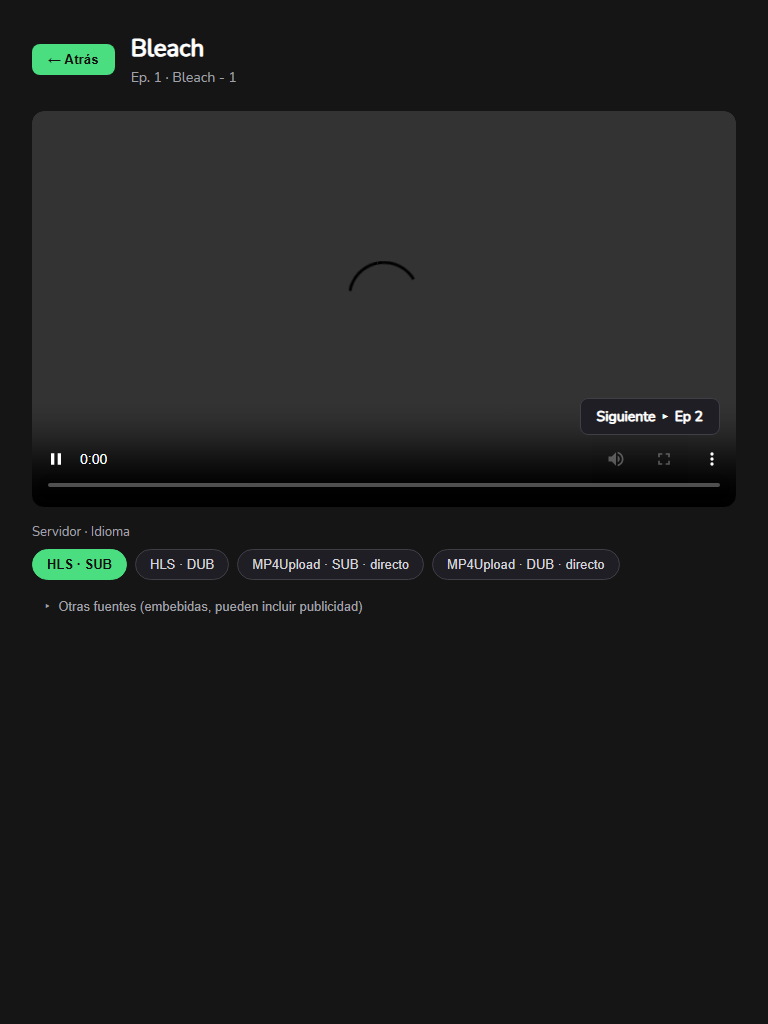 ← Atrás
Bleach
Ep. 1 · Bleach - 1
Siguiente ▸ Ep 2
0:00
Servidor · Idioma
HLS · SUB
HLS · DUB
MP4Upload · SUB · directo
MP4Upload · DUB · directo
▸ Otras fuentes (embebidas, pueden incluir publicidad)